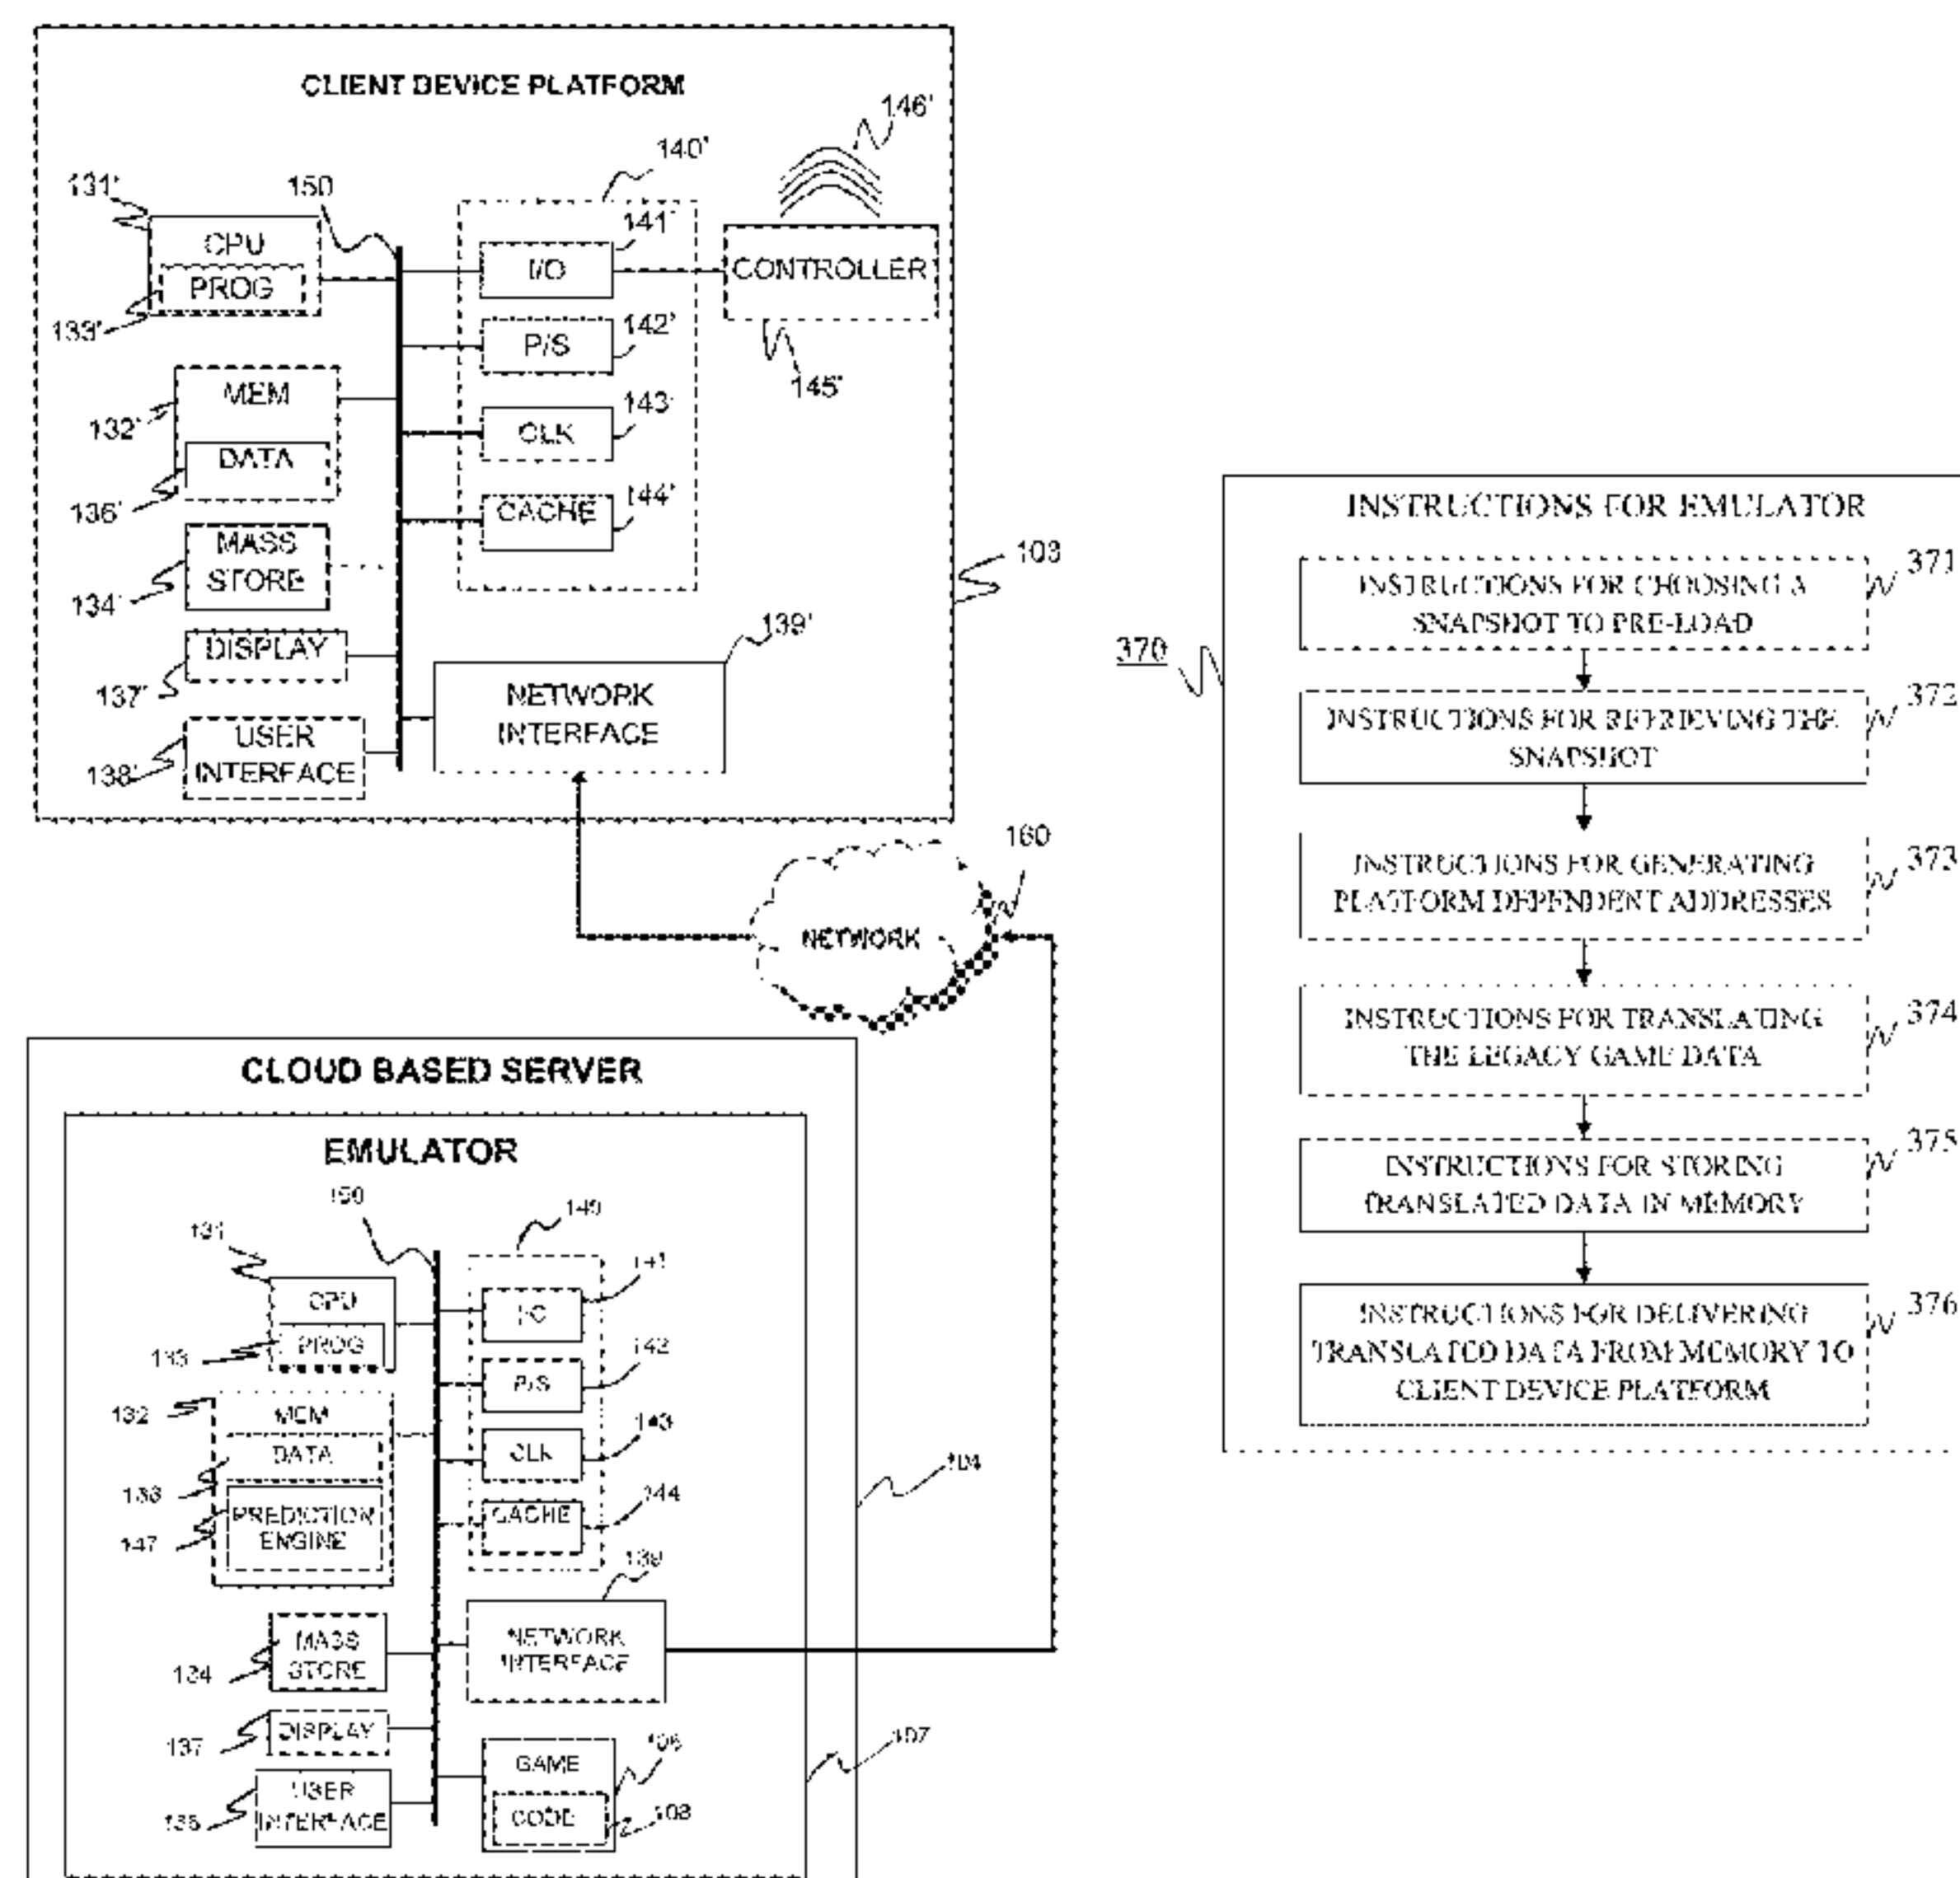 CLIENT DEVICE PLATFORM
146'
140'
131'
150
141'
CPU
I/O
CONTROLLER
PROG
133'
142'
P/S
145'
MEM
132'
143'
CLK
DATA
136'
144'
CACHE
MASS
STORE
134'
103
139'
DISPLAY
137'
NETWORK
INTERFACE
USER
INTERFACE
138'
160
NETWORK
CLOUD BASED SERVER
EMULATOR
150
140
131
141
CPU
I/O
PROG
133
142
P/S
132
MEM
143
DATA
CLK
104
144
PREDICTION
ENGINE
CACHE
147
139
MASS
STORE
134
NETWORK
INTERFACE
DISPLAY
137
107
106
GAME
USER
INTERFACE
CODE
108
INSTRUCTIONS FOR EMULATOR
370
371
INSTRUCTIONS FOR CHOOSING A
SNAPSHOT TO PRE-LOAD
372
INSTRUCTIONS FOR RETRIEVING THE
SNAPSHOT
373
INSTRUCTIONS FOR GENERATING
PLATFORM DEPENDENT ADDRESSES
374
INSTRUCTIONS FOR TRANSLATING
THE LEGACY GAME DATA
375
INSTRUCTIONS FOR STORING
TRANSLATED DATA IN MEMORY
376
INSTRUCTIONS FOR DELIVERING
TRANSLATED DATA FROM MEMORY TO
CLIENT DEVICE PLATFORM